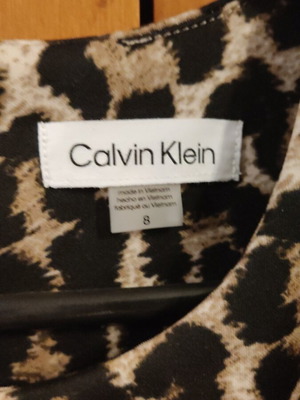 Calvin Klein
made in Vietnam
hecho en Vietnam
fabriqué au Vietnam
8